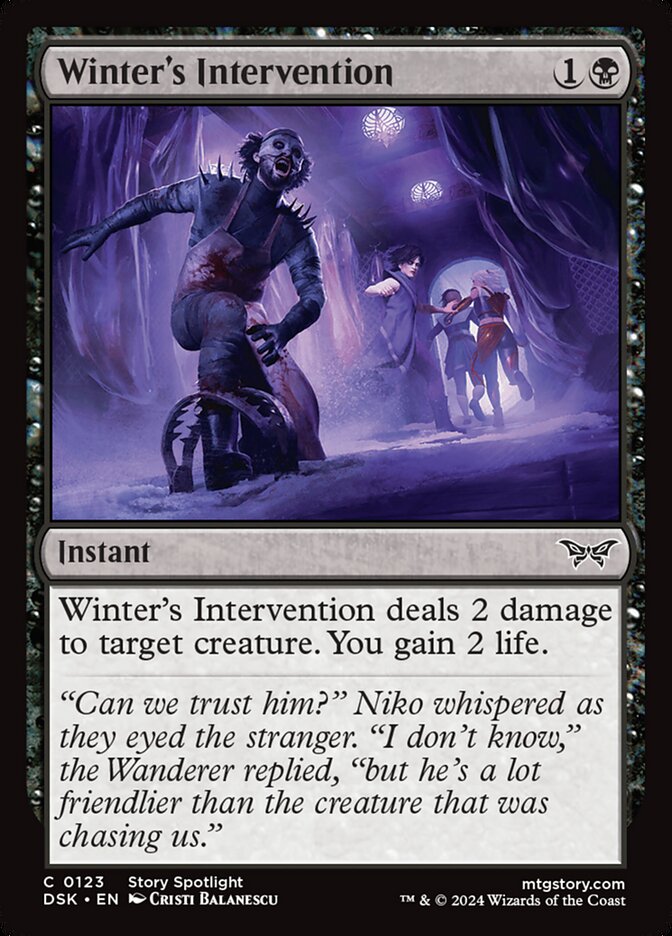 Winter's Intervention 1
Instant
Winter's Intervention deals 2 damage
to target creature. You gain 2 life.
“Can we trust him?” Niko whispered as
they eyed the stranger. “I don't know,”
the Wanderer replied, “but he's a lot
friendlier than the creature that was
chasing us.”
C 0123 Story Spotlight mtgstory.com
DSK • EN Cristi Balanescu ™ & © 2024 Wizards of the Coast